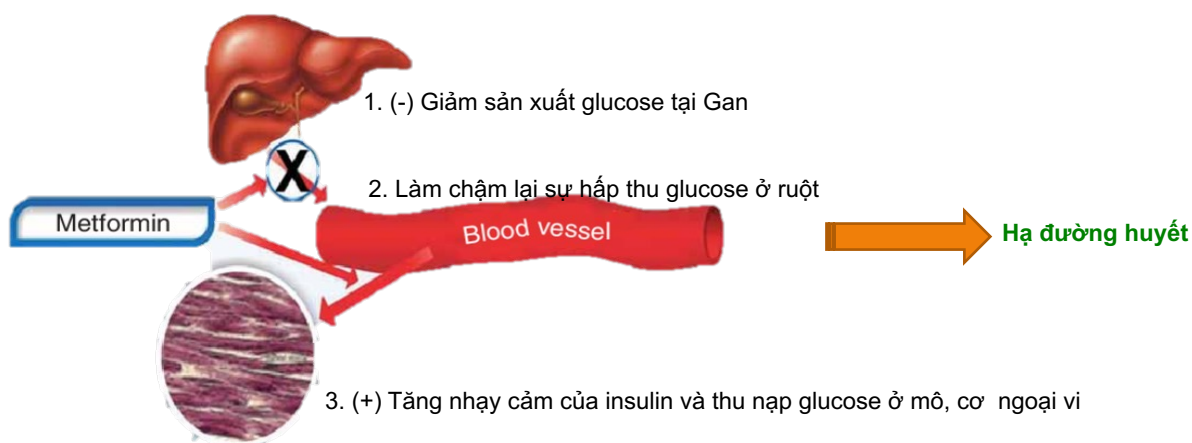 1. (-) Giảm sản xuất glucose tại Gan
X
2. Làm chậm lại sự hấp thu glucose ở ruột
Metformin
Blood vessel
Hạ đường huyết
3. (+) Tăng nhạy cảm của insulin và thu nạp glucose ở mô, cơ ngoại vi